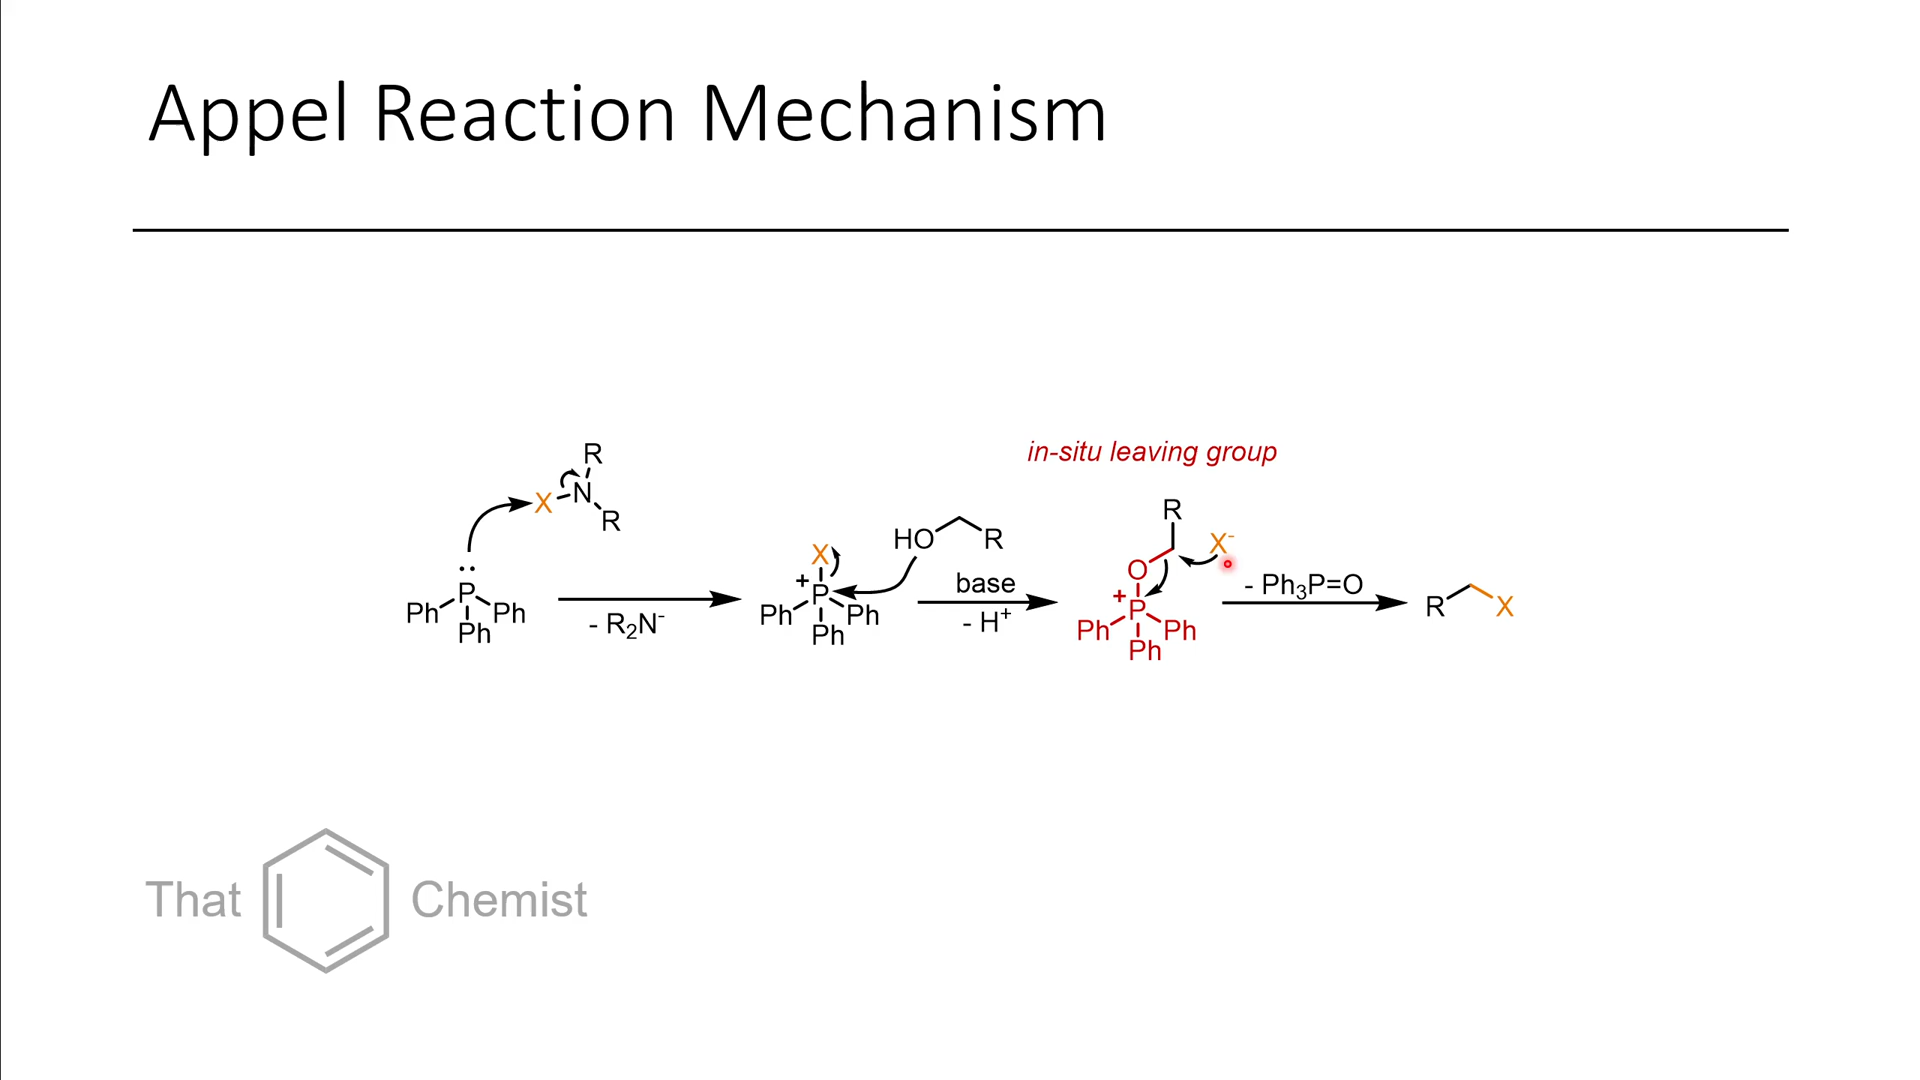 Appel Reaction Mechanism
in-situ leaving group
R
X N
R
P
Ph Ph
Ph
- R₂N⁻
X
+
P
Ph Ph
Ph
HO R
base
- H⁺
R
X⁻
O
+
P
Ph Ph
Ph
- Ph₃P=O
R X
That Chemist